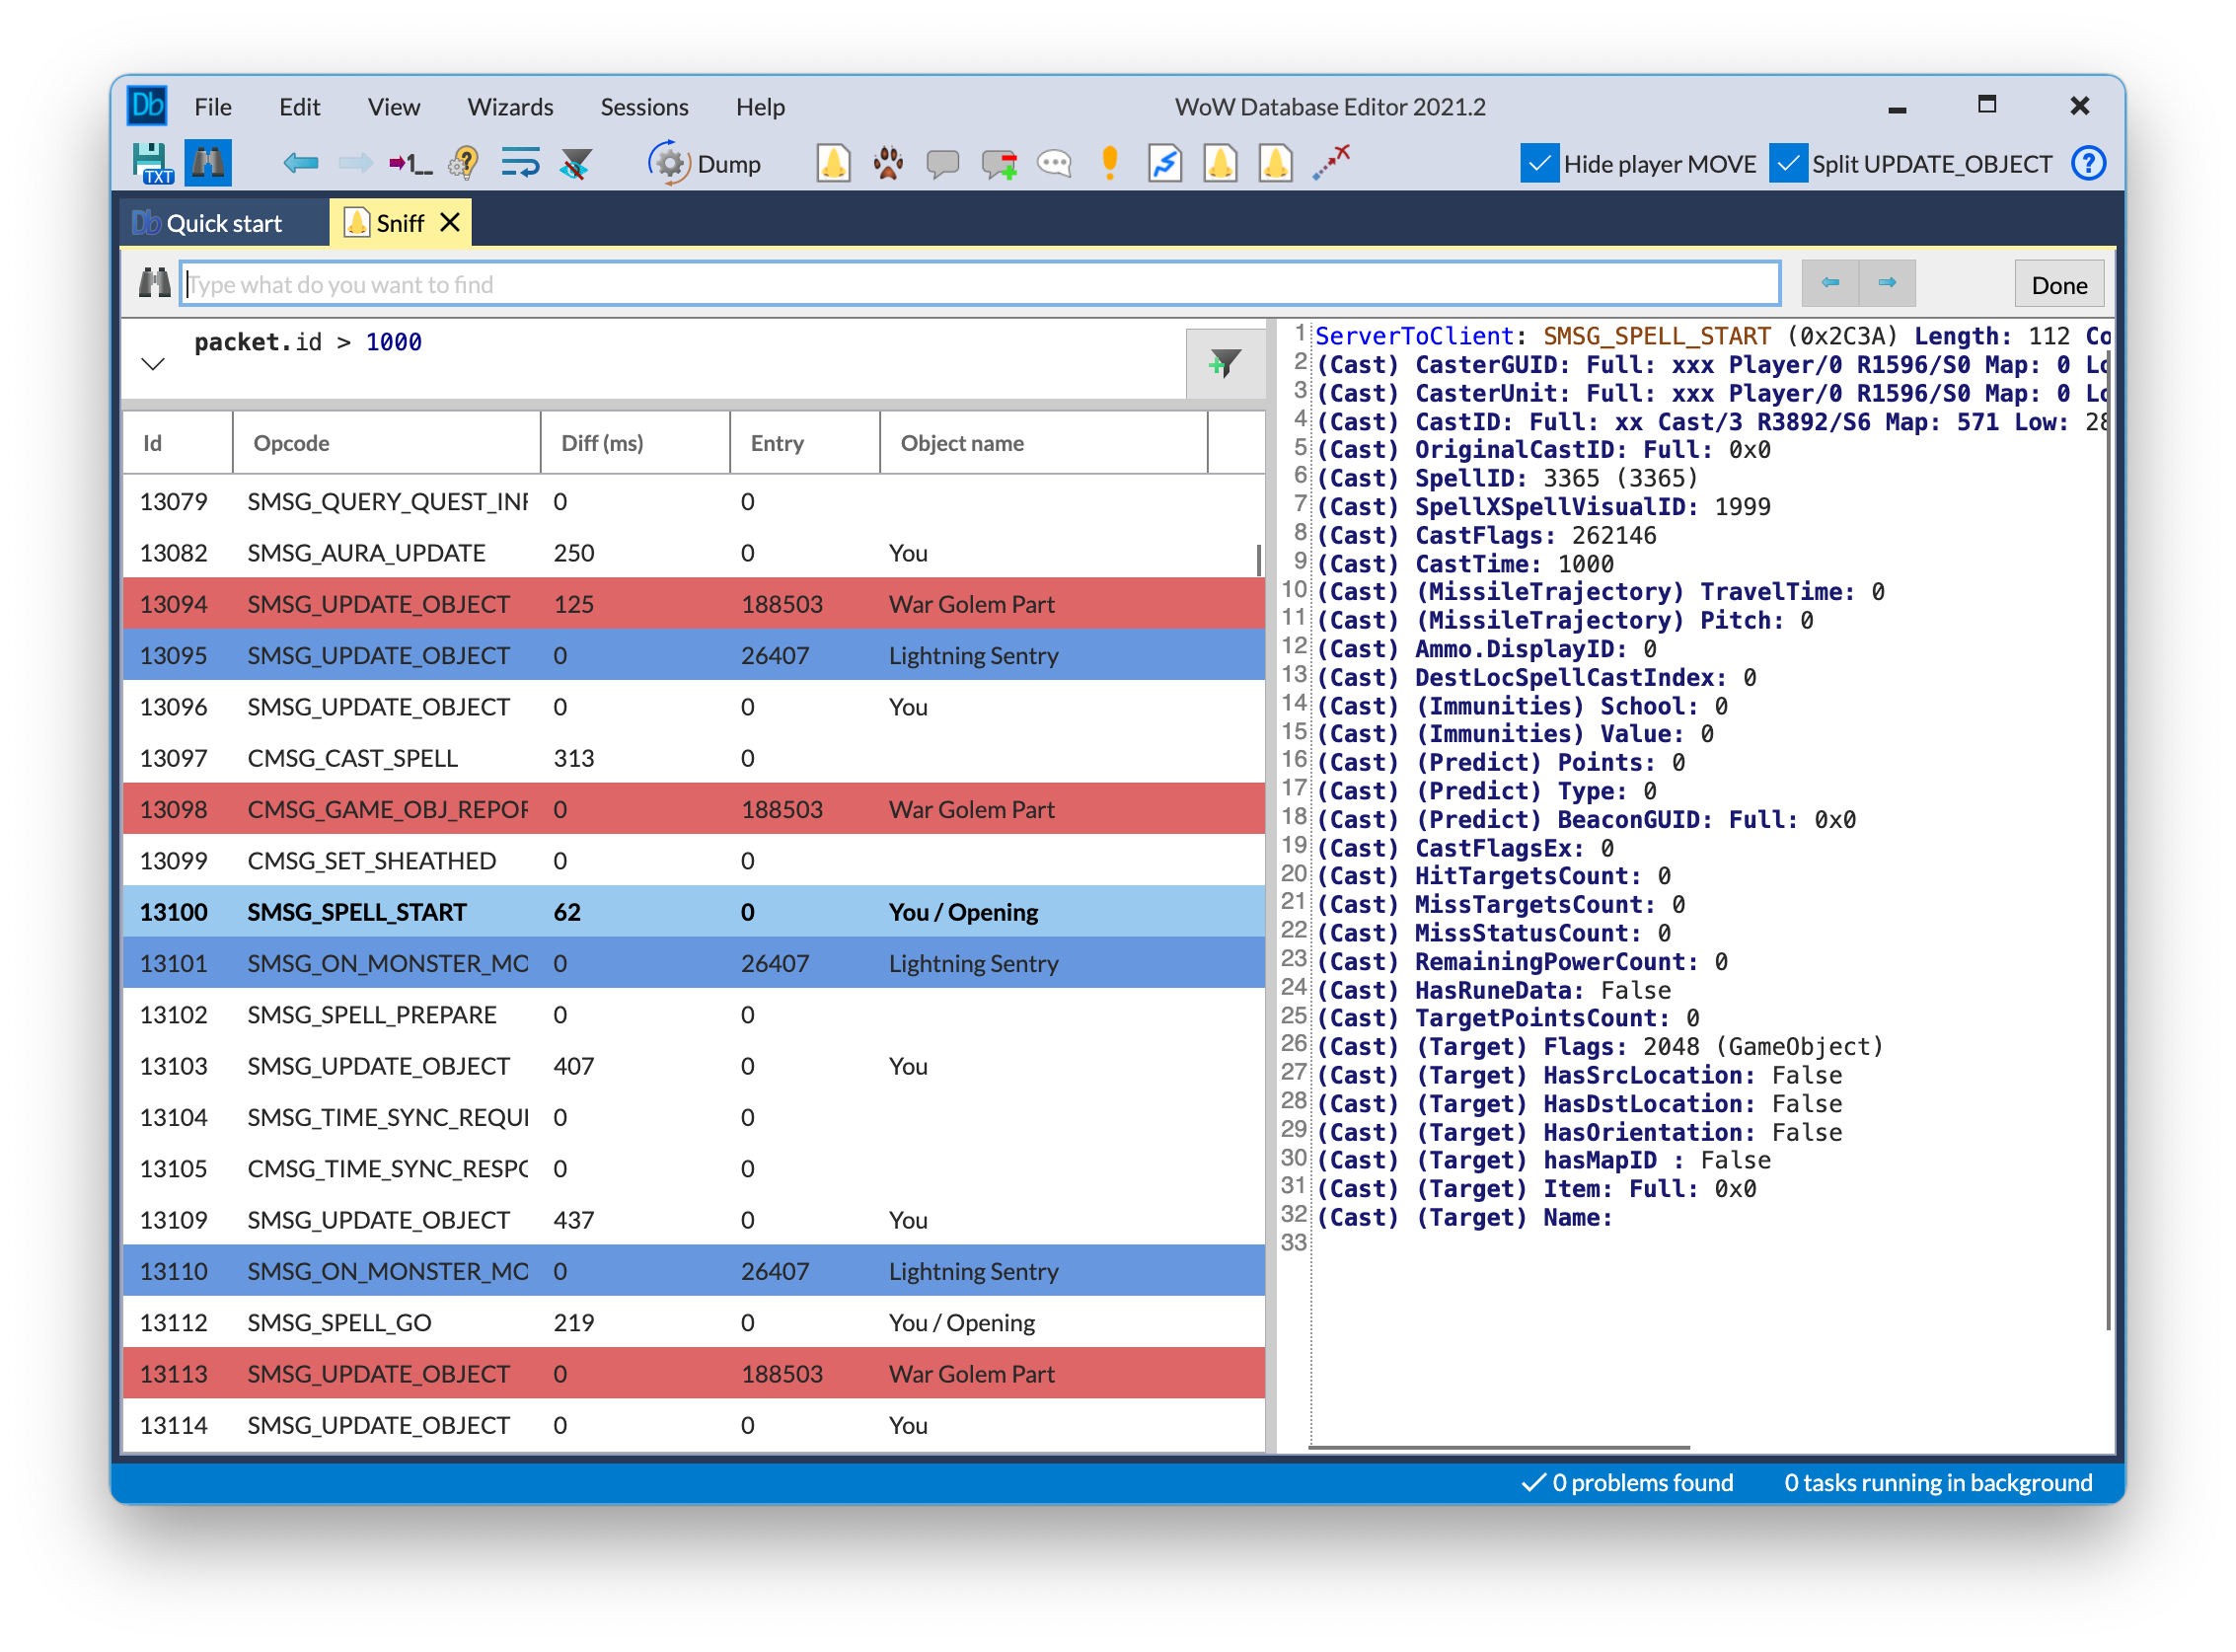 Db File Edit View Wizards Sessions Help WoW Database Editor 2021.2
TXT 1... Dump Hide player MOVE Split UPDATE_OBJECT ?
Db Quick start Sniff
Type what do you want to find Done
packet.id > 1000
Id Opcode Diff (ms) Entry Object name
13079 SMSG_QUERY_QUEST_INF 0 0
13082 SMSG_AURA_UPDATE 250 0 You
13094 SMSG_UPDATE_OBJECT 125 188503 War Golem Part
13095 SMSG_UPDATE_OBJECT 0 26407 Lightning Sentry
13096 SMSG_UPDATE_OBJECT 0 0 You
13097 CMSG_CAST_SPELL 313 0
13098 CMSG_GAME_OBJ_REPOR 0 188503 War Golem Part
13099 CMSG_SET_SHEATHED 0 0
13100 SMSG_SPELL_START 62 0 You / Opening
13101 SMSG_ON_MONSTER_MO 0 26407 Lightning Sentry
13102 SMSG_SPELL_PREPARE 0 0
13103 SMSG_UPDATE_OBJECT 407 0 You
13104 SMSG_TIME_SYNC_REQUI 0 0
13105 CMSG_TIME_SYNC_RESPO 0 0
13109 SMSG_UPDATE_OBJECT 437 0 You
13110 SMSG_ON_MONSTER_MO 0 26407 Lightning Sentry
13112 SMSG_SPELL_GO 219 0 You / Opening
13113 SMSG_UPDATE_OBJECT 0 188503 War Golem Part
13114 SMSG_UPDATE_OBJECT 0 0 You
1 ServerToClient: SMSG_SPELL_START (0x2C3A) Length: 112 Co
2 (Cast) CasterGUID: Full: xxx Player/0 R1596/S0 Map: 0 Lo
3 (Cast) CasterUnit: Full: xxx Player/0 R1596/S0 Map: 0 Lo
4 (Cast) CastID: Full: xx Cast/3 R3892/S6 Map: 571 Low: 28
5 (Cast) OriginalCastID: Full: 0x0
6 (Cast) SpellID: 3365 (3365)
7 (Cast) SpellXSpellVisualID: 1999
8 (Cast) CastFlags: 262146
9 (Cast) CastTime: 1000
10 (Cast) (MissileTrajectory) TravelTime: 0
11 (Cast) (MissileTrajectory) Pitch: 0
12 (Cast) Ammo.DisplayID: 0
13 (Cast) DestLocSpellCastIndex: 0
14 (Cast) (Immunities) School: 0
15 (Cast) (Immunities) Value: 0
16 (Cast) (Predict) Points: 0
17 (Cast) (Predict) Type: 0
18 (Cast) (Predict) BeaconGUID: Full: 0x0
19 (Cast) CastFlagsEx: 0
20 (Cast) HitTargetsCount: 0
21 (Cast) MissTargetsCount: 0
22 (Cast) MissStatusCount: 0
23 (Cast) RemainingPowerCount: 0
24 (Cast) HasRuneData: False
25 (Cast) TargetPointsCount: 0
26 (Cast) (Target) Flags: 2048 (GameObject)
27 (Cast) (Target) HasSrcLocation: False
28 (Cast) (Target) HasDstLocation: False
29 (Cast) (Target) HasOrientation: False
30 (Cast) (Target) hasMapID : False
31 (Cast) (Target) Item: Full: 0x0
32 (Cast) (Target) Name:
33
0 problems found 0 tasks running in background